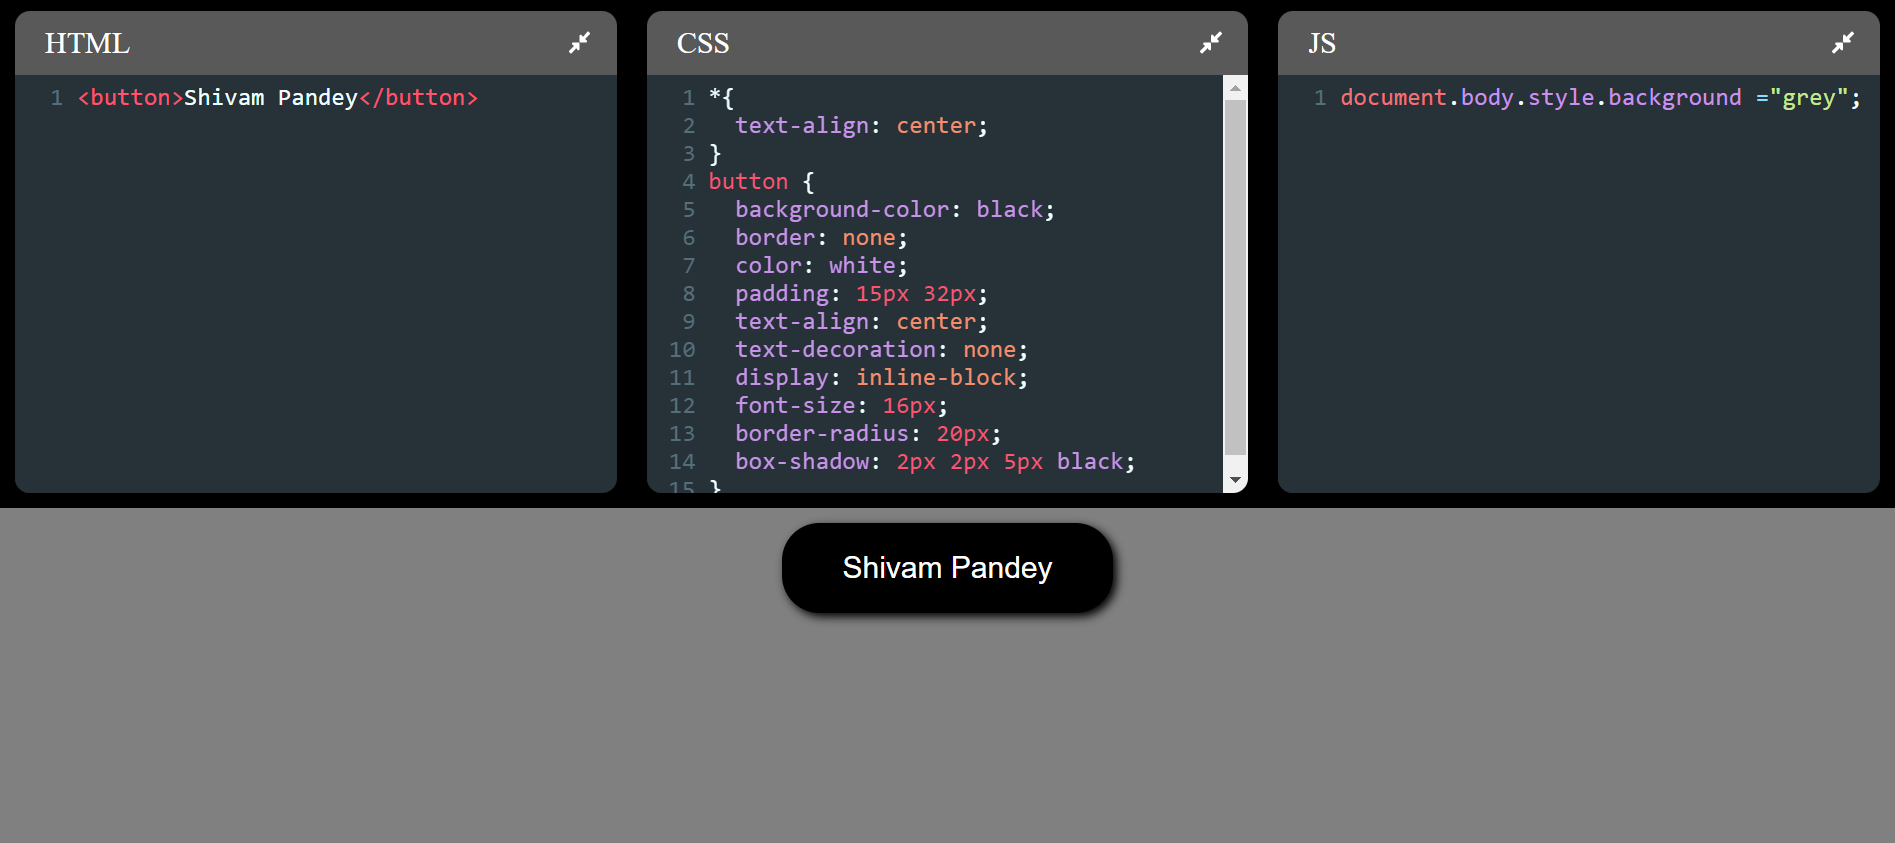 HTML
1 <button>Shivam Pandey</button>
CSS
1 *{
2   text-align: center;
3 }
4 button {
5   background-color: black;
6   border: none;
7   color: white;
8   padding: 15px 32px;
9   text-align: center;
10   text-decoration: none;
11   display: inline-block;
12   font-size: 16px;
13   border-radius: 20px;
14   box-shadow: 2px 2px 5px black;
15 }
JS
1 document.body.style.background ="grey";
Shivam Pandey